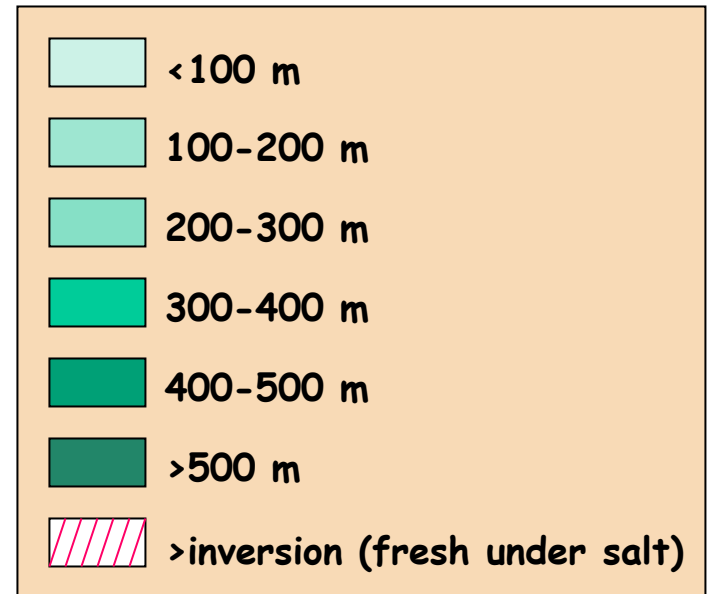 <100 m
100-200 m
200-300 m
300-400 m
400-500 m
>500 m
>inversion (fresh under salt)